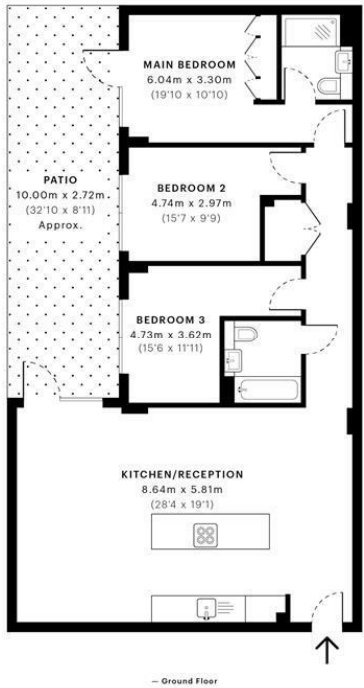 MAIN BEDROOM
6.04m x 3.30m
(19'10 x 10'10)
PATIO
10.00m x 2.72m
(32'10 x 8'11)
Approx.
BEDROOM 2
4.74m x 2.97m
(15'7 x 9'9)
BEDROOM 3
4.73m x 3.62m
(15'6 x 11'11)
KITCHEN/RECEPTION
8.64m x 5.81m
(28'4 x 19'1)
— Ground Floor